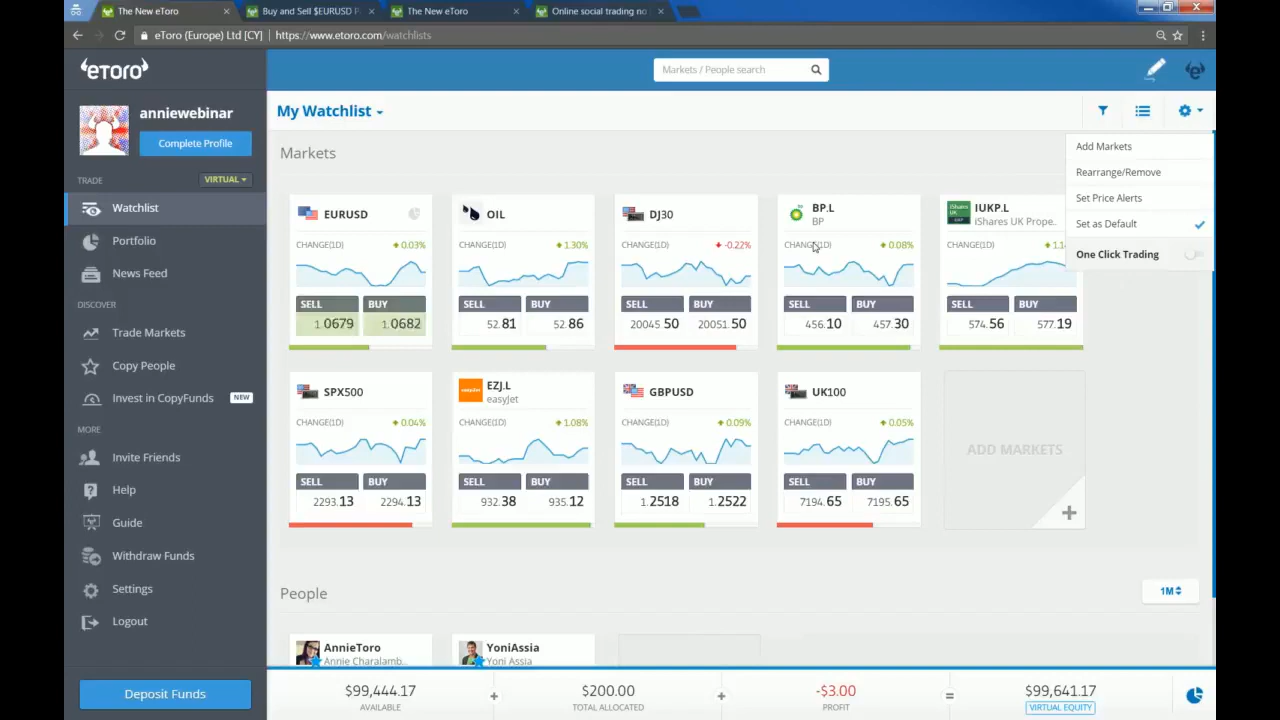 The New eToro
Buy and Sell $EURUSD P
The New eToro
Online social trading no
eToro (Europe) Ltd [CY]
https://www.etoro.com/watchlists
eToro
Markets / People search
anniewebinar
Complete Profile
TRADE
VIRTUAL
Watchlist
Portfolio
News Feed
DISCOVER
Trade Markets
Copy People
Invest in CopyFunds
NEW
MORE
Invite Friends
Help
Guide
Withdraw Funds
Settings
Logout
Deposit Funds
My Watchlist
Add Markets
Rearrange/Remove
Set Price Alerts
Set as Default
One Click Trading
Markets
EURUSD
CHANGE(1D)
0.03%
SELL
BUY
1.0679
1.0682
OIL
CHANGE(1D)
1.30%
SELL
BUY
52.81
52.86
DJ30
CHANGE(1D)
-0.22%
SELL
BUY
20045.50
20051.50
BP.L
BP
CHANGE(1D)
0.08%
SELL
BUY
456.10
457.30
iShares UK
IUKP.L
iShares UK Prope..
CHANGE(1D)
SELL
BUY
574.56
577.19
SPX500
CHANGE(1D)
0.04%
SELL
BUY
2293.13
2294.13
easyJet
EZJ.L
easyJet
CHANGE(1D)
1.08%
SELL
BUY
932.38
935.12
GBPUSD
CHANGE(1D)
0.09%
SELL
BUY
1.2518
1.2522
UK100
CHANGE(1D)
0.05%
SELL
BUY
7194.65
7195.65
ADD MARKETS
People
1M
AnnieToro
Annie Charalamb..
YoniAssia
Yoni Assia
$99,444.17
AVAILABLE
+
$200.00
TOTAL ALLOCATED
+
-$3.00
PROFIT
=
$99,641.17
VIRTUAL EQUITY